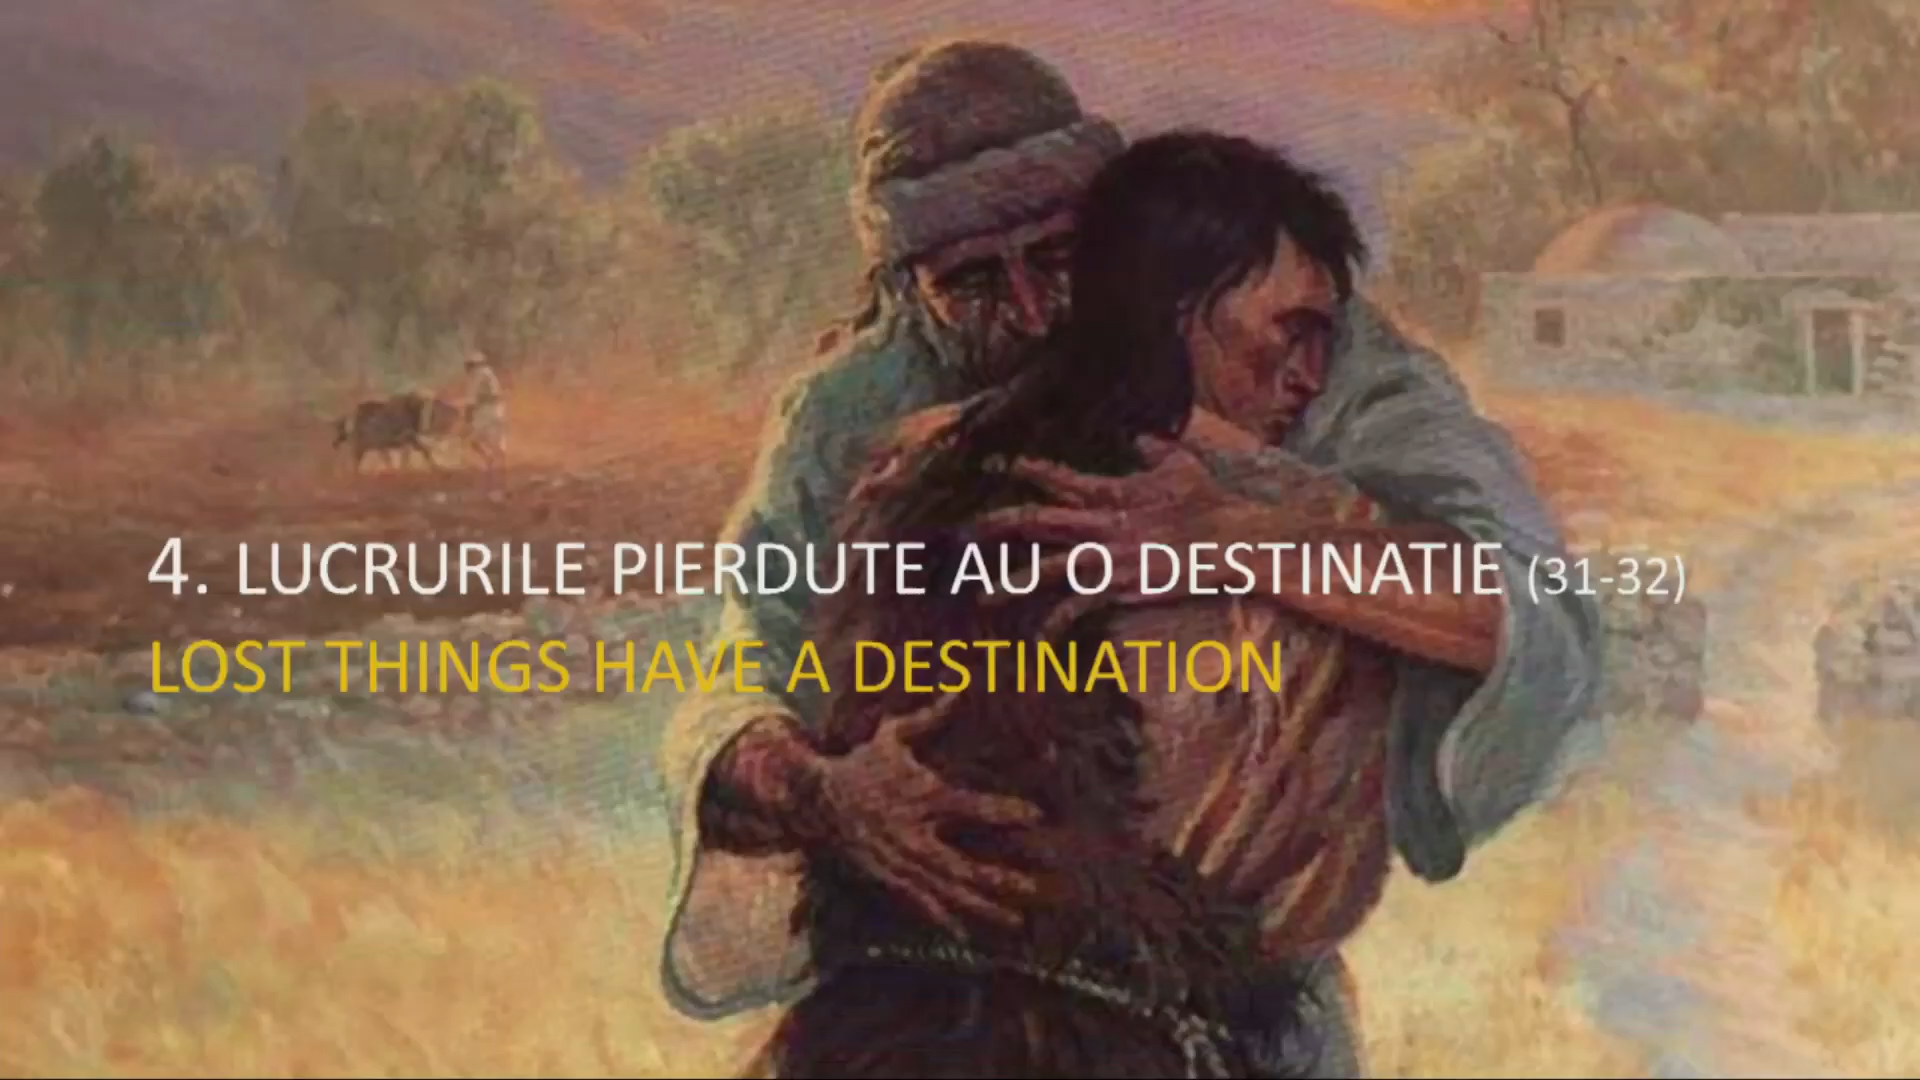 4. LUCRURILE PIERDUTE AU O DESTINATIE (31-32)
LOST THINGS HAVE A DESTINATION